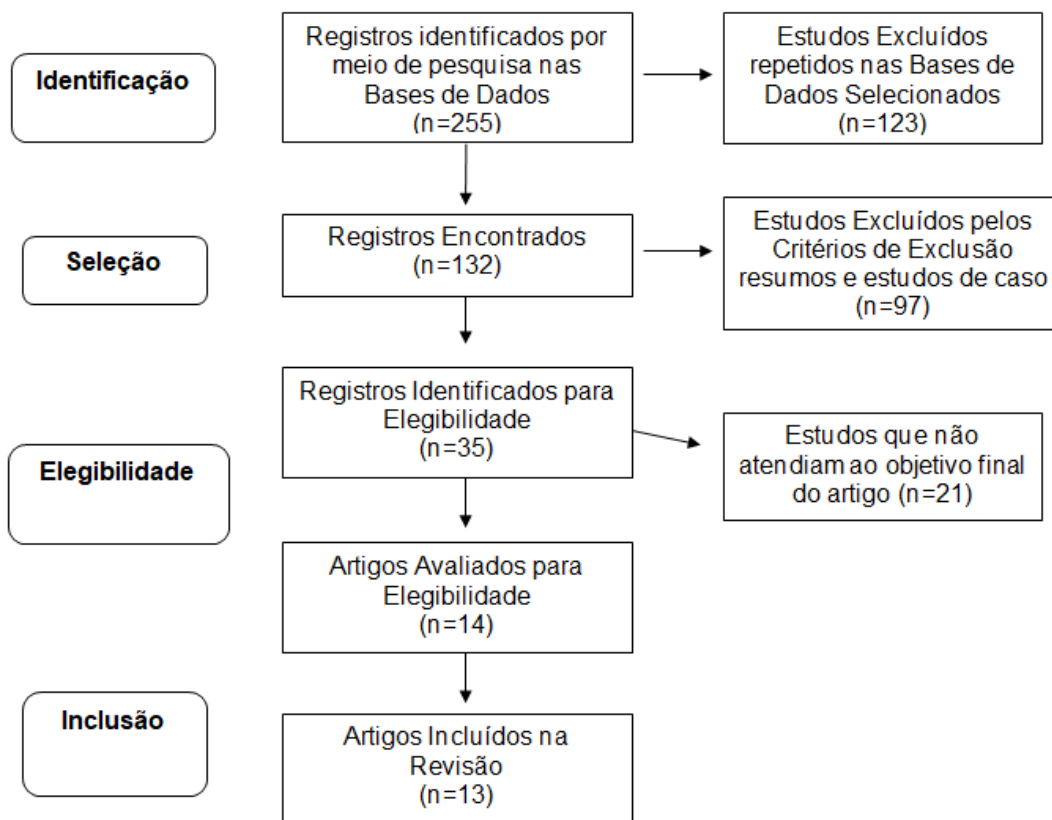 Identificação
Registros identificados por
meio de pesquisa nas
Bases de Dados
(n=255)
Estudos Excluídos
repetidos nas Bases de
Dados Selecionados
(n=123)
Seleção
Registros Encontrados
(n=132)
Estudos Excluídos pelos
Critérios de Exclusão
resumos e estudos de caso
(n=97)
Elegibilidade
Registros Identificados para
Elegibilidade
(n=35)
Estudos que não
atendiam ao objetivo final
do artigo (n=21)
Artigos Avaliados para
Elegibilidade
(n=14)
Inclusão
Artigos Incluídos na
Revisão
(n=13)